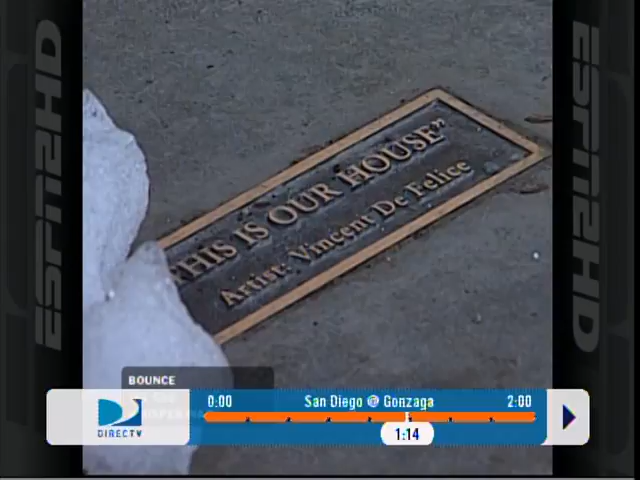 ESPN2HD
ESPN2HD
"THIS IS OUR HOUSE"
Artist: Vincent De Felice
BOUNCE
0:00 San Diego @ Gonzaga 2:00
DIRECTV
1:14